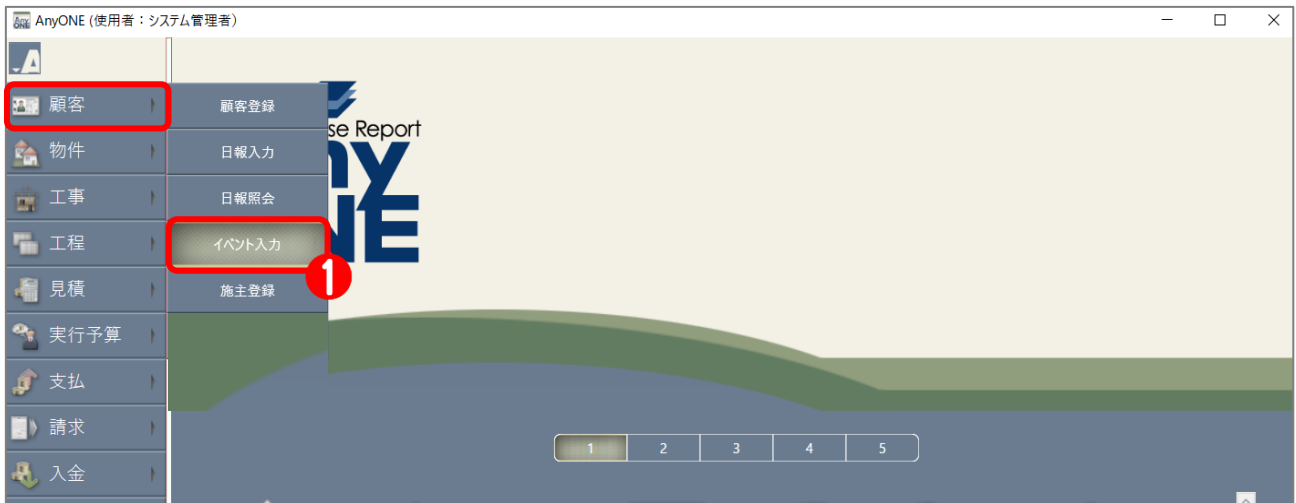 AnyONE (使用者：システム管理者)
顧客
物件
工事
工程
見積
実行予算
支払
請求
入金
顧客登録
日報入力
日報照会
イベント入力
施主登録
1
se Report
ny
NE
1 2 3 4 5